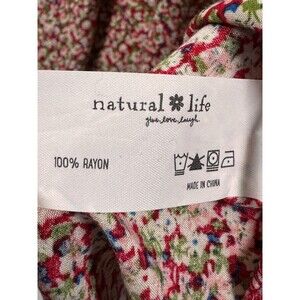 natural life
give.love.laugh.
100% RAYON
MADE IN CHINA